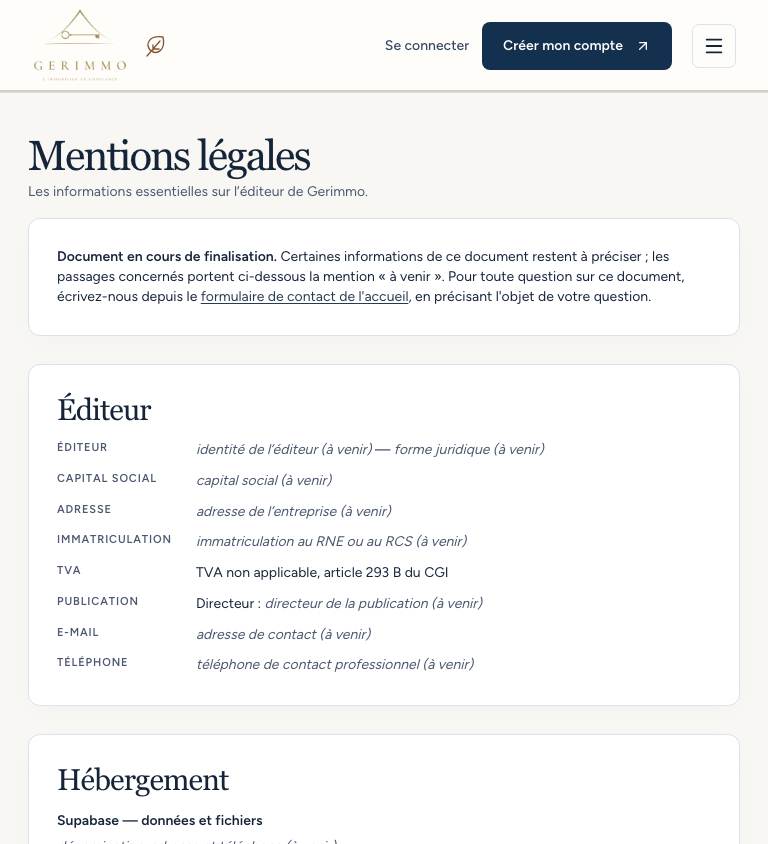 GERIMMO
Se connecter
Créer mon compte
Mentions légales
Les informations essentielles sur l’éditeur de Gerimmo.
Document en cours de finalisation. Certaines informations de ce document restent à préciser ; les
passages concernés portent ci-dessous la mention « à venir ». Pour toute question sur ce document,
écrivez-nous depuis le formulaire de contact de l’accueil, en précisant l’objet de votre question.
Éditeur
ÉDITEUR identité de l’éditeur (à venir) — forme juridique (à venir)
CAPITAL SOCIAL capital social (à venir)
ADRESSE adresse de l’entreprise (à venir)
IMMATRICULATION immatriculation au RNE ou au RCS (à venir)
TVA TVA non applicable, article 293 B du CGI
PUBLICATION Directeur : directeur de la publication (à venir)
E-MAIL adresse de contact (à venir)
TÉLÉPHONE téléphone de contact professionnel (à venir)
Hébergement
Supabase — données et fichiers